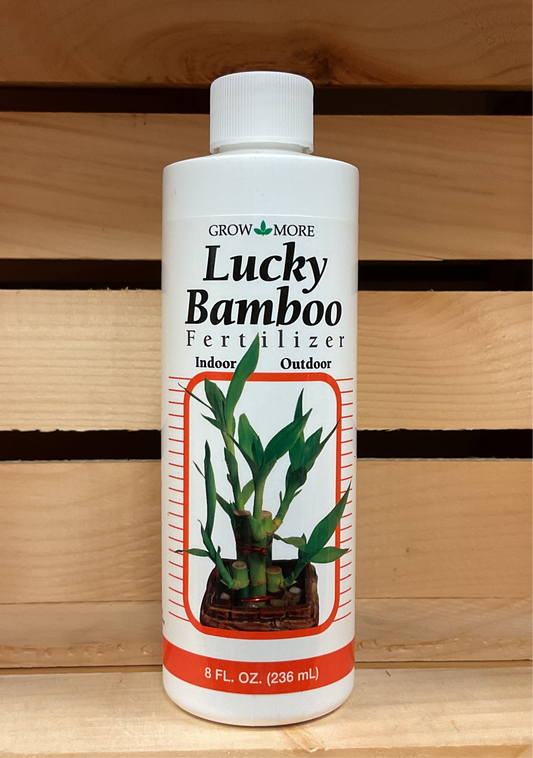 GROW MORE
Lucky
Bamboo
Fertilizer
Indoor Outdoor
8 FL. OZ. (236 mL)